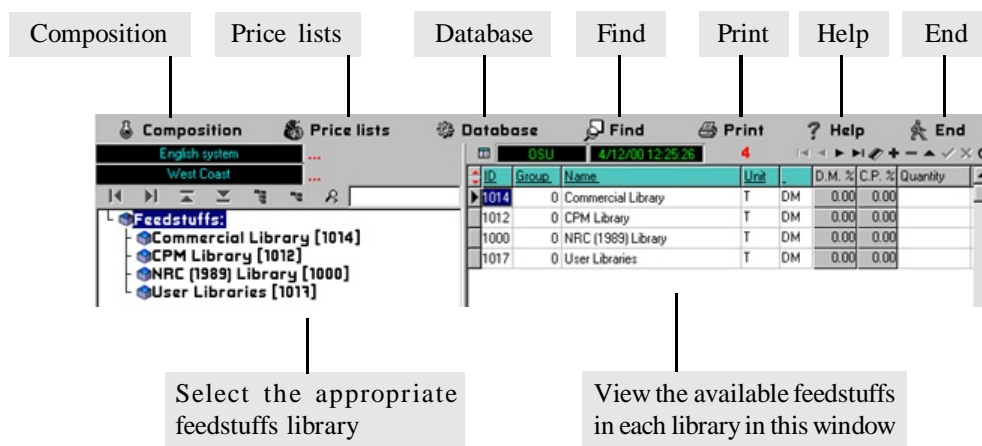 Composition Price lists Database Find Print Help End
Composition Price lists Database Find ? Help End Print
English system ...
West Coast ...
OSU 4/12/00 12:25:26 4
ID Group Name Unit - D.M. % C.P. % Quantity
1014 0 Commercial Library T DM 0.00 0.00
1012 0 CPM Library T DM 0.00 0.00
1000 0 NRC (1989) Library T DM 0.00 0.00
1017 0 User Libraries T DM 0.00 0.00
Feedstuffs:
Commercial Library [1014]
CPM Library [1012]
NRC (1989) Library [1000]
User Libraries [1017]
Select the appropriate
feedstuffs library
View the available feedstuffs
in each library in this window